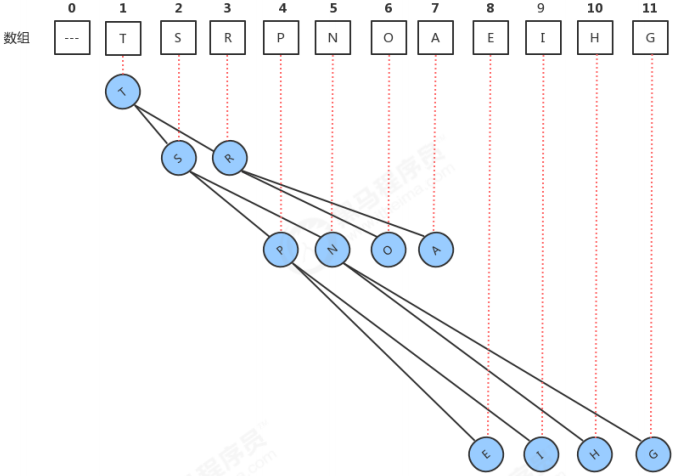 0 1 2 3 4 5 6 7 8 9 10 11
数组 --- T S R P N O A E I H G
T
S R
P N O A
E I H G